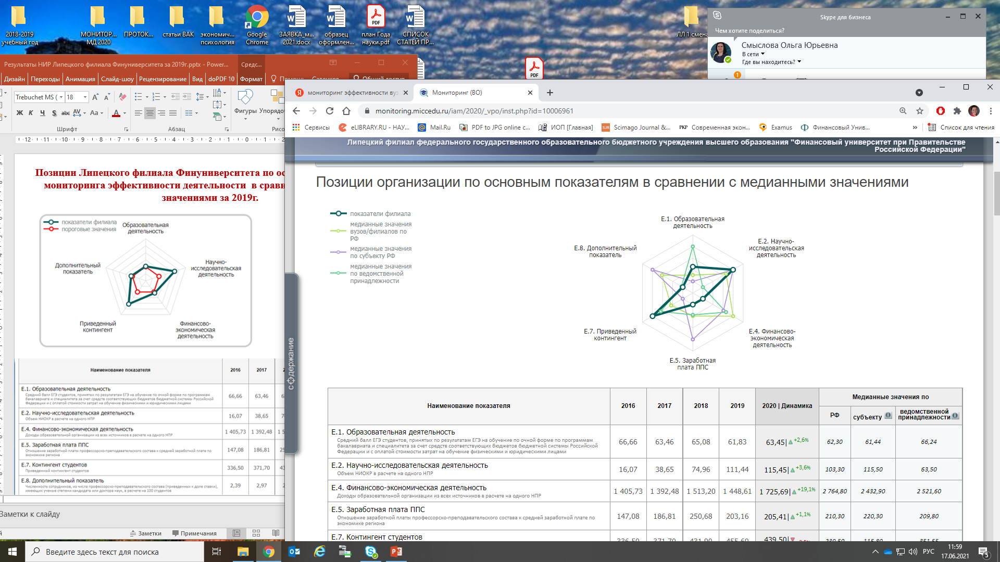 2018-2019
учебный год
МОНИТОР...
МД 2020
ПРОТОК...
статьи ВАК
экономич...
психология
Google
Chrome
ЗАЯВКА_м...
2021.docx
образец
оформлен...
план Года
науки.pdf
СПИСОК
СТАТЕЙ ПР...
ЛЛ 1 смена
Skype для бизнеса
Чем хотите поделиться?
Смыслова Ольга Юрьевна
В сети
Где вы находитесь?
1
Результаты НИР Липецкого филиала Финуниверситета за 2019г.pptx - Power...
Средс...
Дизайн Переходы Анимация Слайд-шоу Рецензирование Вид doPDF 10 Формат
Trebuchet MS ( 18
Ж К Ч S abc AV Aa A
Фигуры Упорядо
Шрифт Абзац Рисо
Позиции Липецкого филиала Финуниверситета по ос
мониторинга эффективности деятельности в сравн
значениями за 2019г.
показатели филиала
пороговые значения
Образовательная
деятельность
Дополнительный
показатель
Научно-
исследовательская
деятельность
Приведенный
контингент
Финансово-
экономическая
деятельность
Наименование показателя 2016 2017 2
Е.1. Образовательная деятельность
Средний балл ЕГЭ студентов, принятых по результатам ЕГЭ на обучение по очной форме по программам
бакалавриата и специалитета за счет средств соответствующих бюджетов бюджетной системы Российской
Федерации и с оплатой стоимости затрат на обучение физическими и юридическими лицами
66,66 63,46 6
Е.2. Научно-исследовательская деятельность
Объем НИОКР в расчете на одного НПР
16,07 38,65 7
Е.4. Финансово-экономическая деятельность
Доходы образовательной организации из всех источников в расчете на одного НПР
1 405,73 1 392,48 1 5
Е.5. Заработная плата ППС
Отношение заработной платы профессорско-преподавательского состава к средней заработной плате по
экономике региона
147,08 186,81 25
Е.7. Контингент студентов
Приведенный контингент студентов
336,50 371,70 43
Е.8. Дополнительный показатель
Численность сотрудников, из числа профессорско-преподавательского состава (приведенных к доле ставки),
имеющих ученые степени кандидата или доктора наук, в расчете на 100 студентов
2,39 2,97 2
Заметки к слайду
Заметки Примечания
мониторинг эффективности вуз
Мониторинг (ВО)
monitoring.miccedu.ru/iam/2020/_vpo/inst.php?id=10006961
Сервисы eLIBRARY.RU - НАУ... Mail.Ru PDF to JPG online c... ИОП [Главная] Scimago Journal &... Современная экон... Examus Финансовый Унив... » Список для чтения
Липецкий филиал федерального государственного образовательного бюджетного учреждения высшего образования "Финансовый университет при Правительстве
Российской Федерации"
Позиции организации по основным показателям в сравнении с медианными значениями
показатели филиала
медианные значения
вузов/филиалов по
РФ
медианные значения
по субъекту РФ
медианные значения
по ведомственной
принадлежности
Е.1. Образовательная
деятельность
Е.8. Дополнительный
показатель
Е.2. Научно-
исследовательская
деятельность
Е.7. Приведенный
контингент
Е.4. Финансово-
экономическая
деятельность
Е.5. Заработная
плата ППС
содержание
Наименование показателя 2016 2017 2018 2019 2020 | Динамика Медианные значения по
РФ субъекту ведомственной
принадлежности
Е.1. Образовательная деятельность
Средний балл ЕГЭ студентов, принятых по результатам ЕГЭ на обучение по очной форме по программам
бакалавриата и специалитета за счет средств соответствующих бюджетов бюджетной системы Российской
Федерации и с оплатой стоимости затрат на обучение физическими и юридическими лицами
66,66 63,46 65,08 61,83 63,45|▲+2,6% 62,30 61,44 66,24
Е.2. Научно-исследовательская деятельность
Объем НИОКР в расчете на одного НПР
16,07 38,65 74,96 111,44 115,45|▲+3,6% 103,30 115,50 63,50
Е.4. Финансово-экономическая деятельность
Доходы образовательной организации из всех источников в расчете на одного НПР
1 405,73 1 392,48 1 513,20 1 448,61 1 725,69|▲+19,1% 2 764,80 2 432,90 2 521,60
Е.5. Заработная плата ППС
Отношение заработной платы профессорско-преподавательского состава к средней заработной плате по
экономике региона
147,08 186,81 250,68 203,16 205,41|▲+1,1% 210,30 220,30 209,80
Е.7. Контингент студентов
439,50|▼
Введите здесь текст для поиска
РУС
11:59
17.06.2021
5